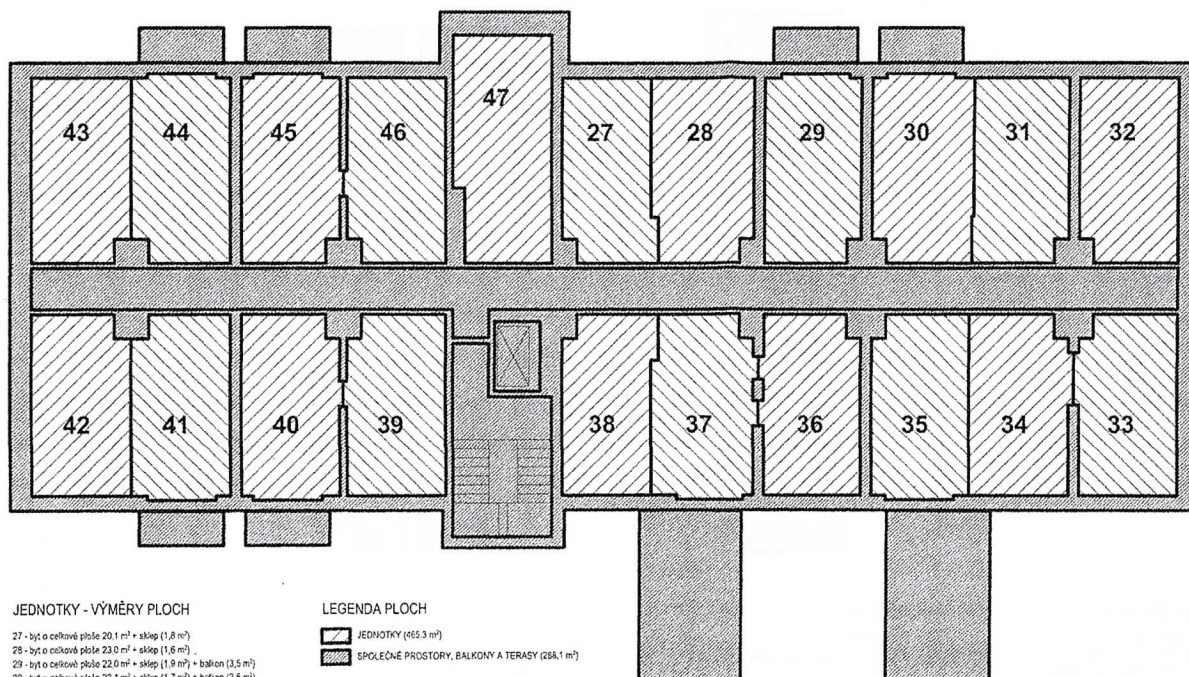 43 44 45 46 47 27 28 29 30 31 32
42 41 40 39 38 37 36 35 34 33
JEDNOTKY - VÝMĚRY PLOCH
27 - byt o celkové ploše 20,1 m² + sklep (1,8 m²)
28 - byt o celkové ploše 23,0 m² + sklep (1,6 m²)
29 - byt o celkové ploše 22,0 m² + sklep (1,9 m²) + balkon (3,5 m²)
LEGENDA PLOCH
JEDNOTKY (465,3 m²)
SPOLEČNÉ PROSTORY, BALKONY A TERASY (288,1 m²)